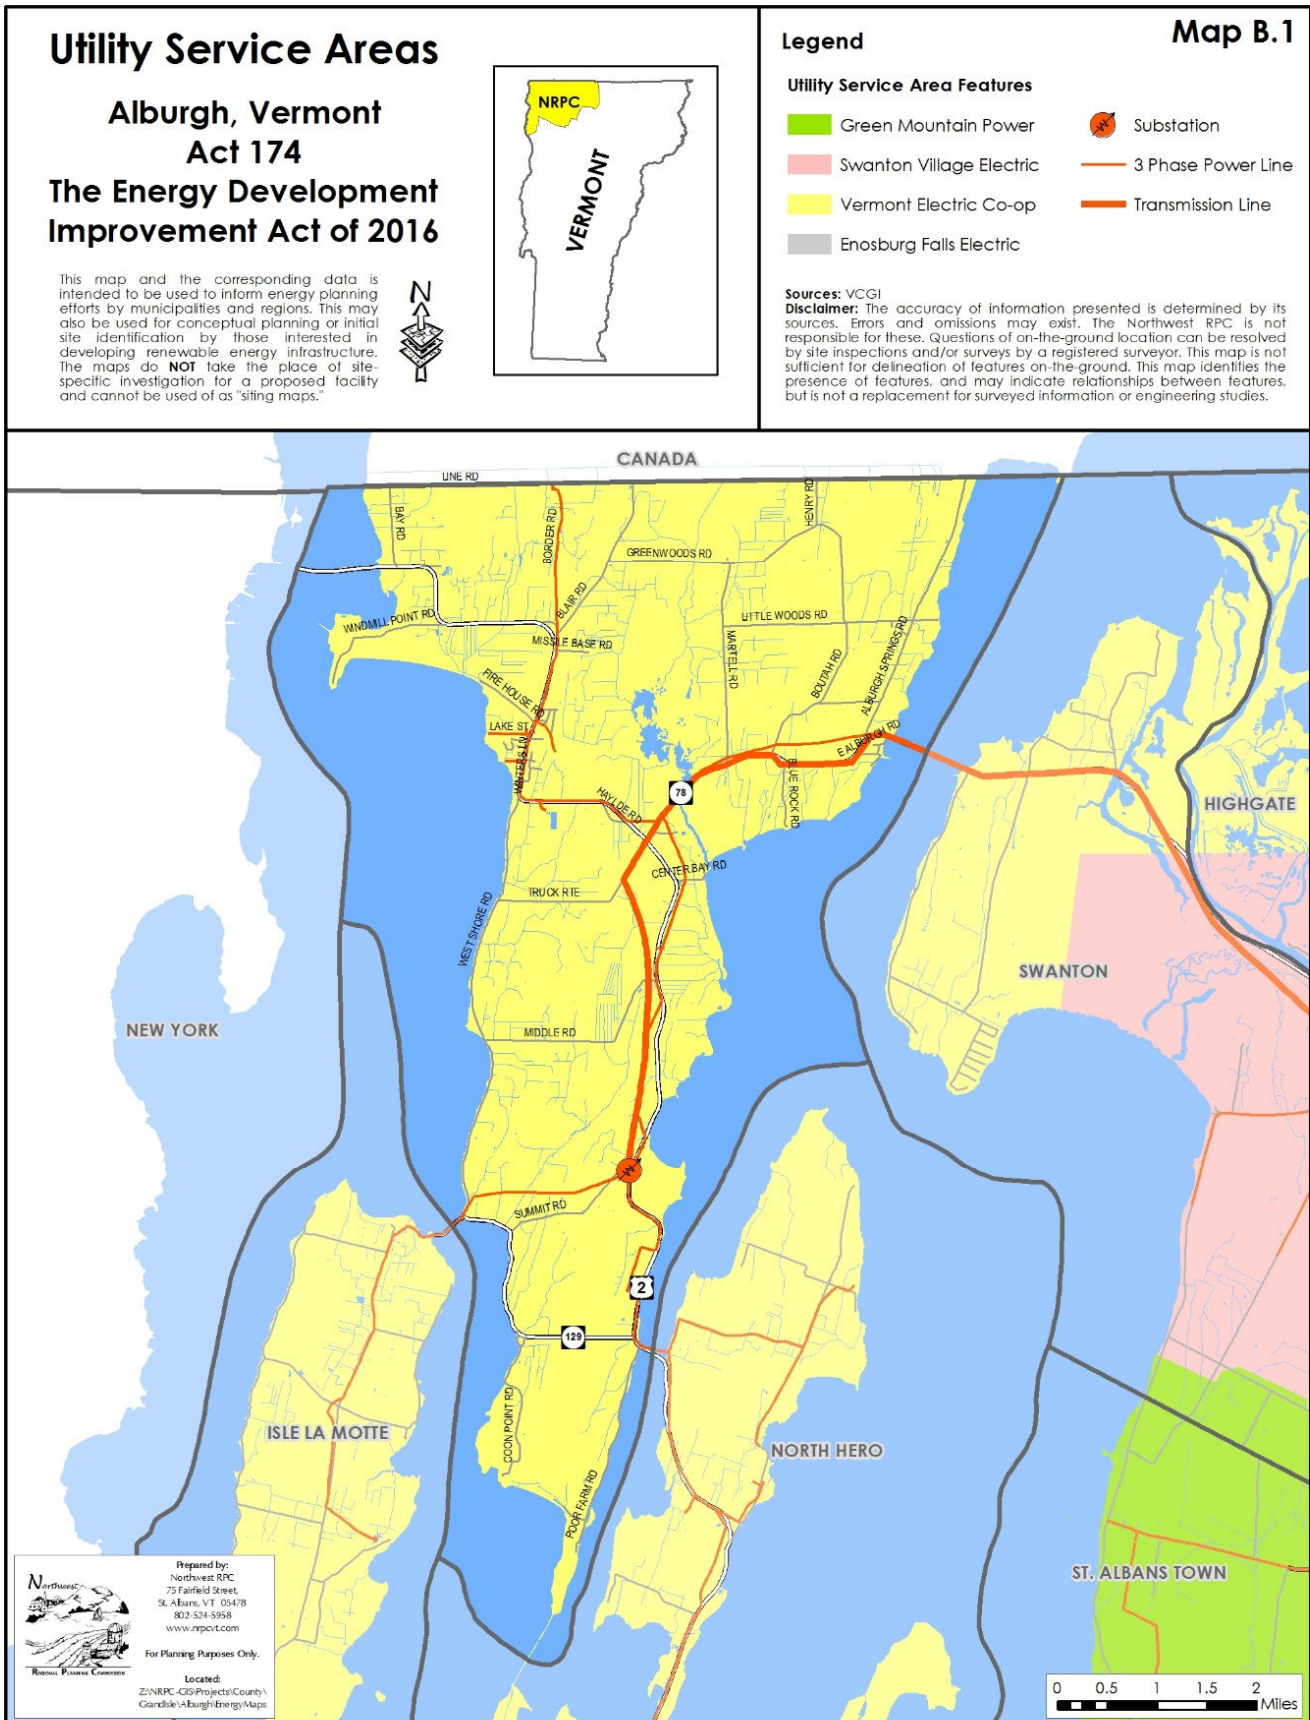 Utility Service Areas
Alburgh, Vermont
Act 174
The Energy Development
Improvement Act of 2016
This map and the corresponding data is
intended to be used to inform energy planning
efforts by municipalities and regions. This may
also be used for conceptual planning or initial
site identification by those interested in
developing renewable energy infrastructure.
The maps do NOT take the place of site-
specific investigation for a proposed facility
and cannot be used of as "siting maps."
N
NRPC
VERMONT
Map B.1
Legend
Utility Service Area Features
Green Mountain Power
Swanton Village Electric
Vermont Electric Co-op
Enosburg Falls Electric
Substation
3 Phase Power Line
Transmission Line
Sources: VCGI
Disclaimer: The accuracy of information presented is determined by its
sources. Errors and omissions may exist. The Northwest RPC is not
responsible for these. Questions of on-the-ground location can be resolved
by site inspections and/or surveys by a registered surveyor. This map is not
sufficient for delineation of features on-the-ground. This map identifies the
presence of features, and may indicate relationships between features,
but is not a replacement for surveyed information or engineering studies.
CANADA
LINE RD
BAY RD
BORDER RD
HENRY RD
GREENWOODS RD
BLAIR RD
WINDMILL POINT RD
LITTLE WOODS RD
MISSLE BASE RD
MARTELL RD
BOUTAH RD
ALBURGH SPRINGS RD
FIRE HOUSE RD
LAKE ST
E ALBURGH RD
WINTERS LN
BLUE ROCK RD
78
HAYLDE RD
HIGHGATE
CENTER BAY RD
TRUCK RTE
WEST SHORE RD
SWANTON
NEW YORK
MIDDLE RD
SUMMIT RD
2
129
COON POINT RD
ISLE LA MOTTE
NORTH HERO
POOR FARM RD
ST. ALBANS TOWN
Northwest
REGIONAL PLANNING COMMISSION
Prepared by:
Northwest RPC
75 Fairfield Street,
St. Albans, VT 05478
802-524-5958
www.nrpcvt.com
For Planning Purposes Only.
Located:
Z:\NRPC-GIS\Projects\County\
GrandIsle\Alburgh\EnergyMaps
0 0.5 1 1.5 2
Miles